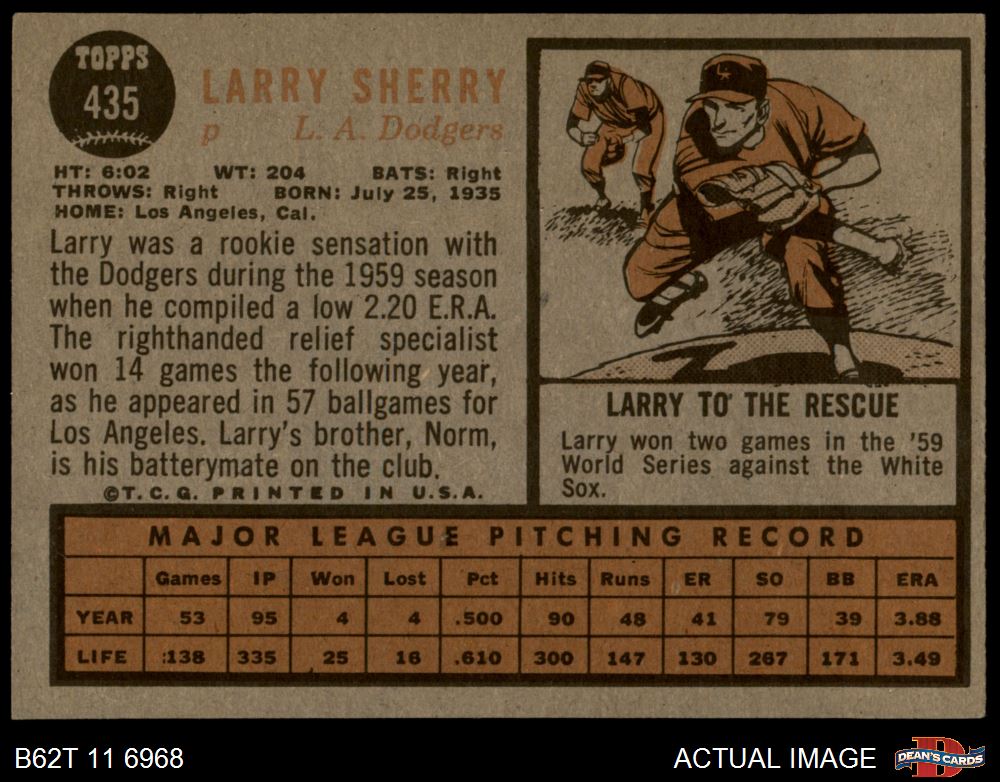 TOPPS
435
LARRY SHERRY
p L. A. Dodgers
HT: 6:02 WT: 204 BATS: Right
THROWS: Right BORN: July 25, 1935
HOME: Los Angeles, Cal.
Larry was a rookie sensation with
the Dodgers during the 1959 season
when he compiled a low 2.20 E.R.A.
The righthanded relief specialist
won 14 games the following year,
as he appeared in 57 ballgames for
Los Angeles. Larry's brother, Norm,
is his batterymate on the club.
©T.C.G. PRINTED IN U.S.A.
LA
LARRY TO THE RESCUE
Larry won two games in the '59
World Series against the White
Sox.
MAJOR LEAGUE PITCHING RECORD
Games IP Won Lost Pct Hits Runs ER SO BB ERA
YEAR 53 95 4 4 .500 90 48 41 79 39 3.88
LIFE 138 335 25 16 .610 300 147 130 267 171 3.49
B62T 11 6968
ACTUAL IMAGE
D
DEAN'S CARDS